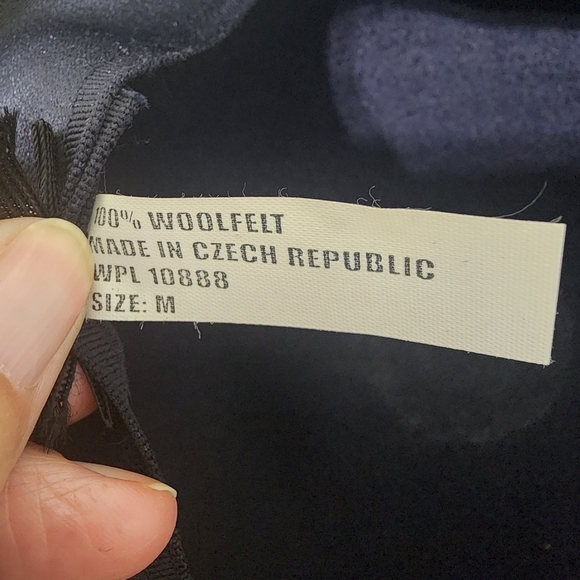 100% WOOLFELT
MADE IN CZECH REPUBLIC
WPL 10888
SIZE: M